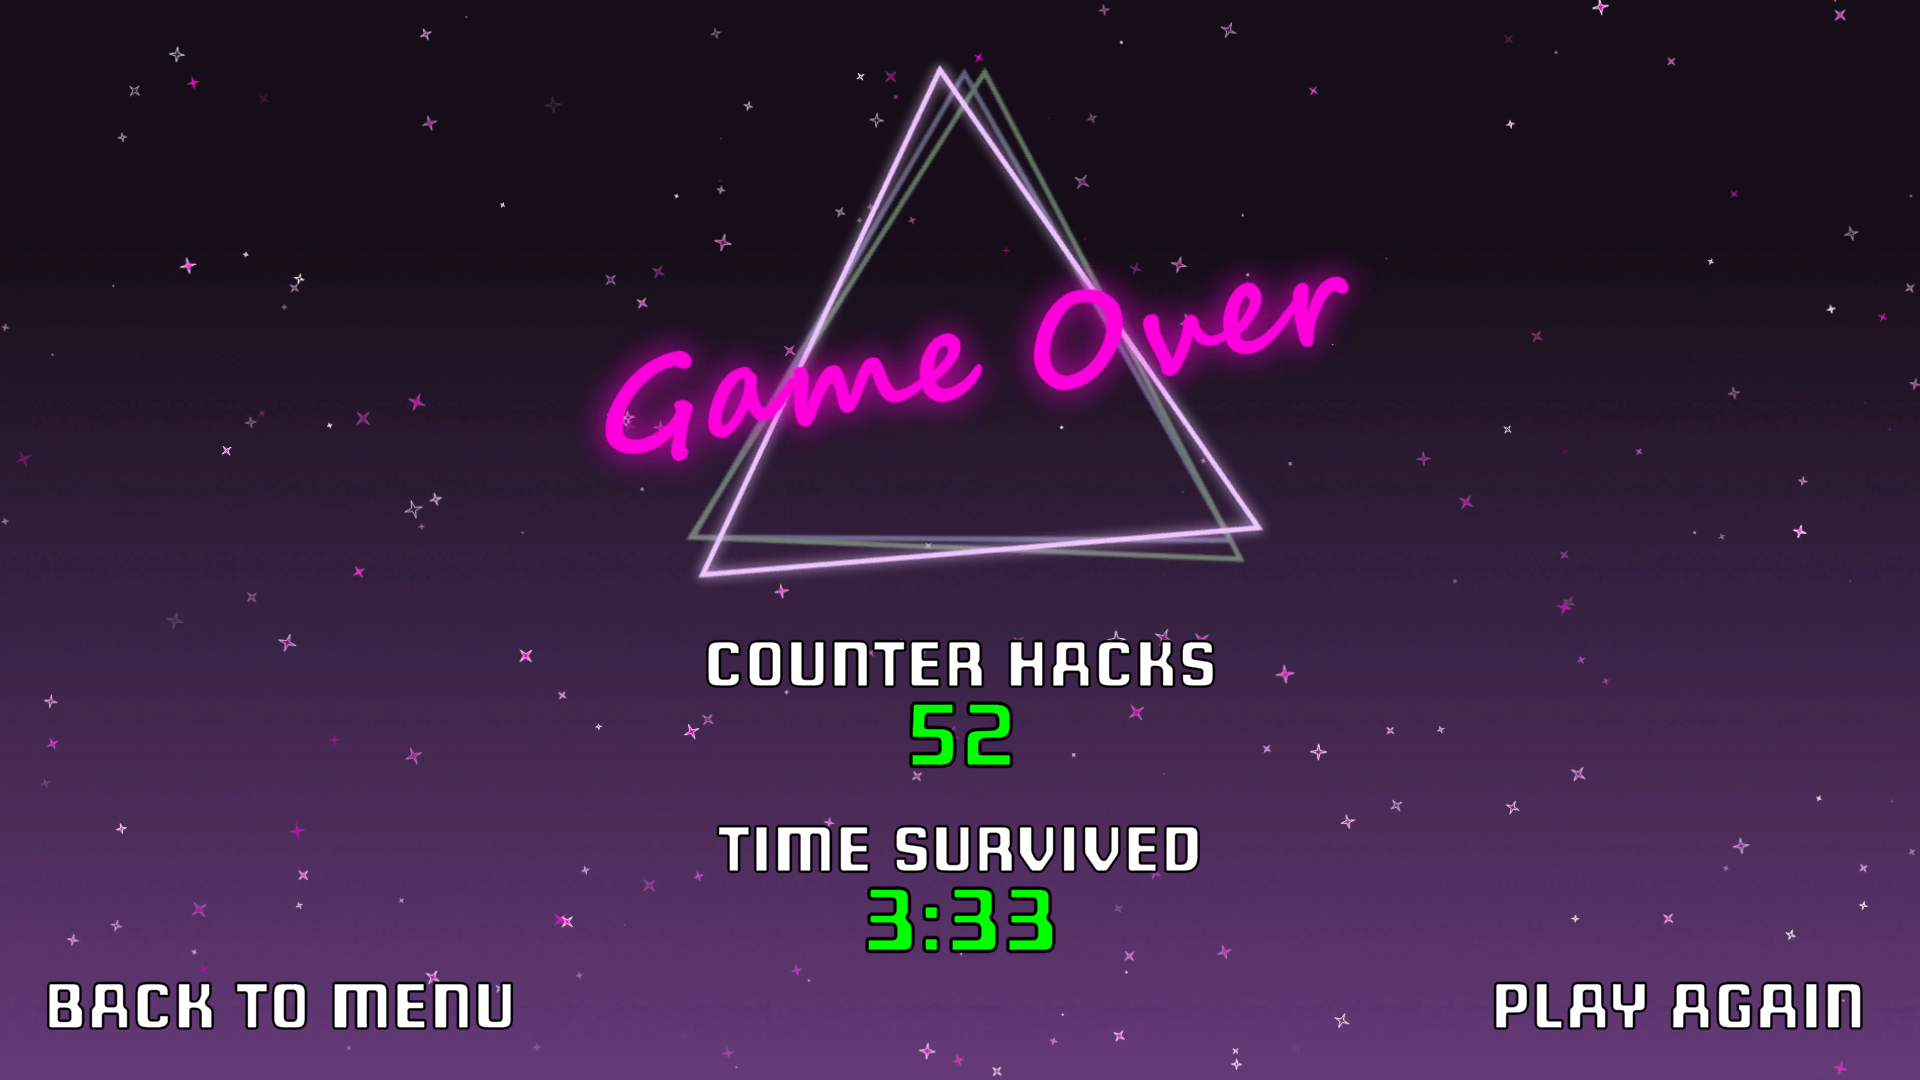 Game Over
COUNTER HACKS
52
TIME SURVIVED
3:33
BACK TO MENU
PLAY AGAIN